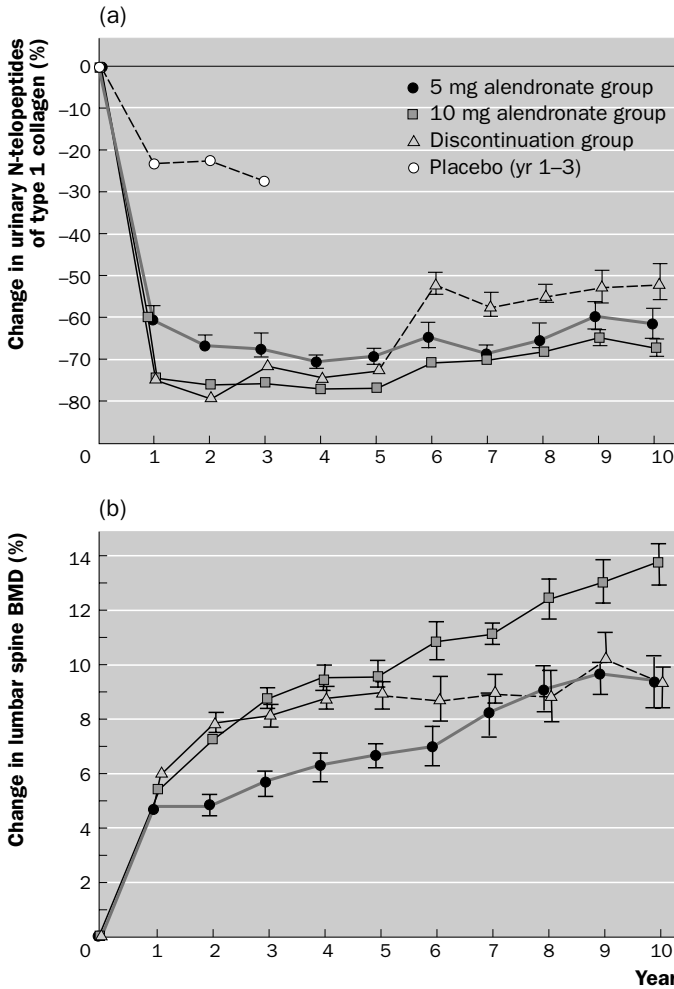 (a)
Change in urinary N-telopeptides
of type 1 collagen (%)
0
–10
–20
–30
–40
–50
–60
–70
–80
5 mg alendronate group
10 mg alendronate group
Discontinuation group
Placebo (yr 1–3)
0 1 2 3 4 5 6 7 8 9 10
(b)
Change in lumbar spine BMD (%)
14
12
10
8
6
4
2
0 1 2 3 4 5 6 7 8 9 10
Year